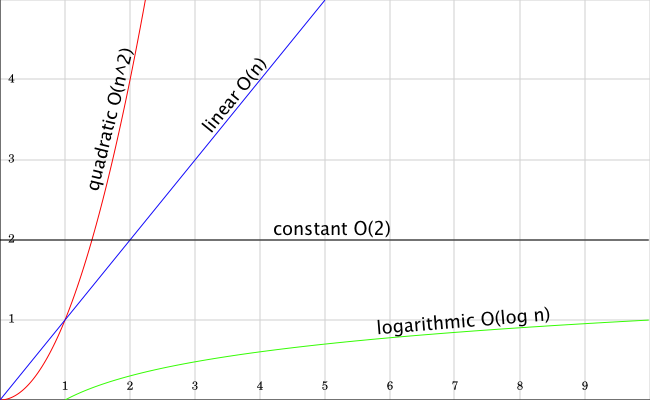 quadratic O(n^2)
linear O(n)
4
3
constant O(2)
2
logarithmic O(log n)
1
1 2 3 4 5 6 7 8 9